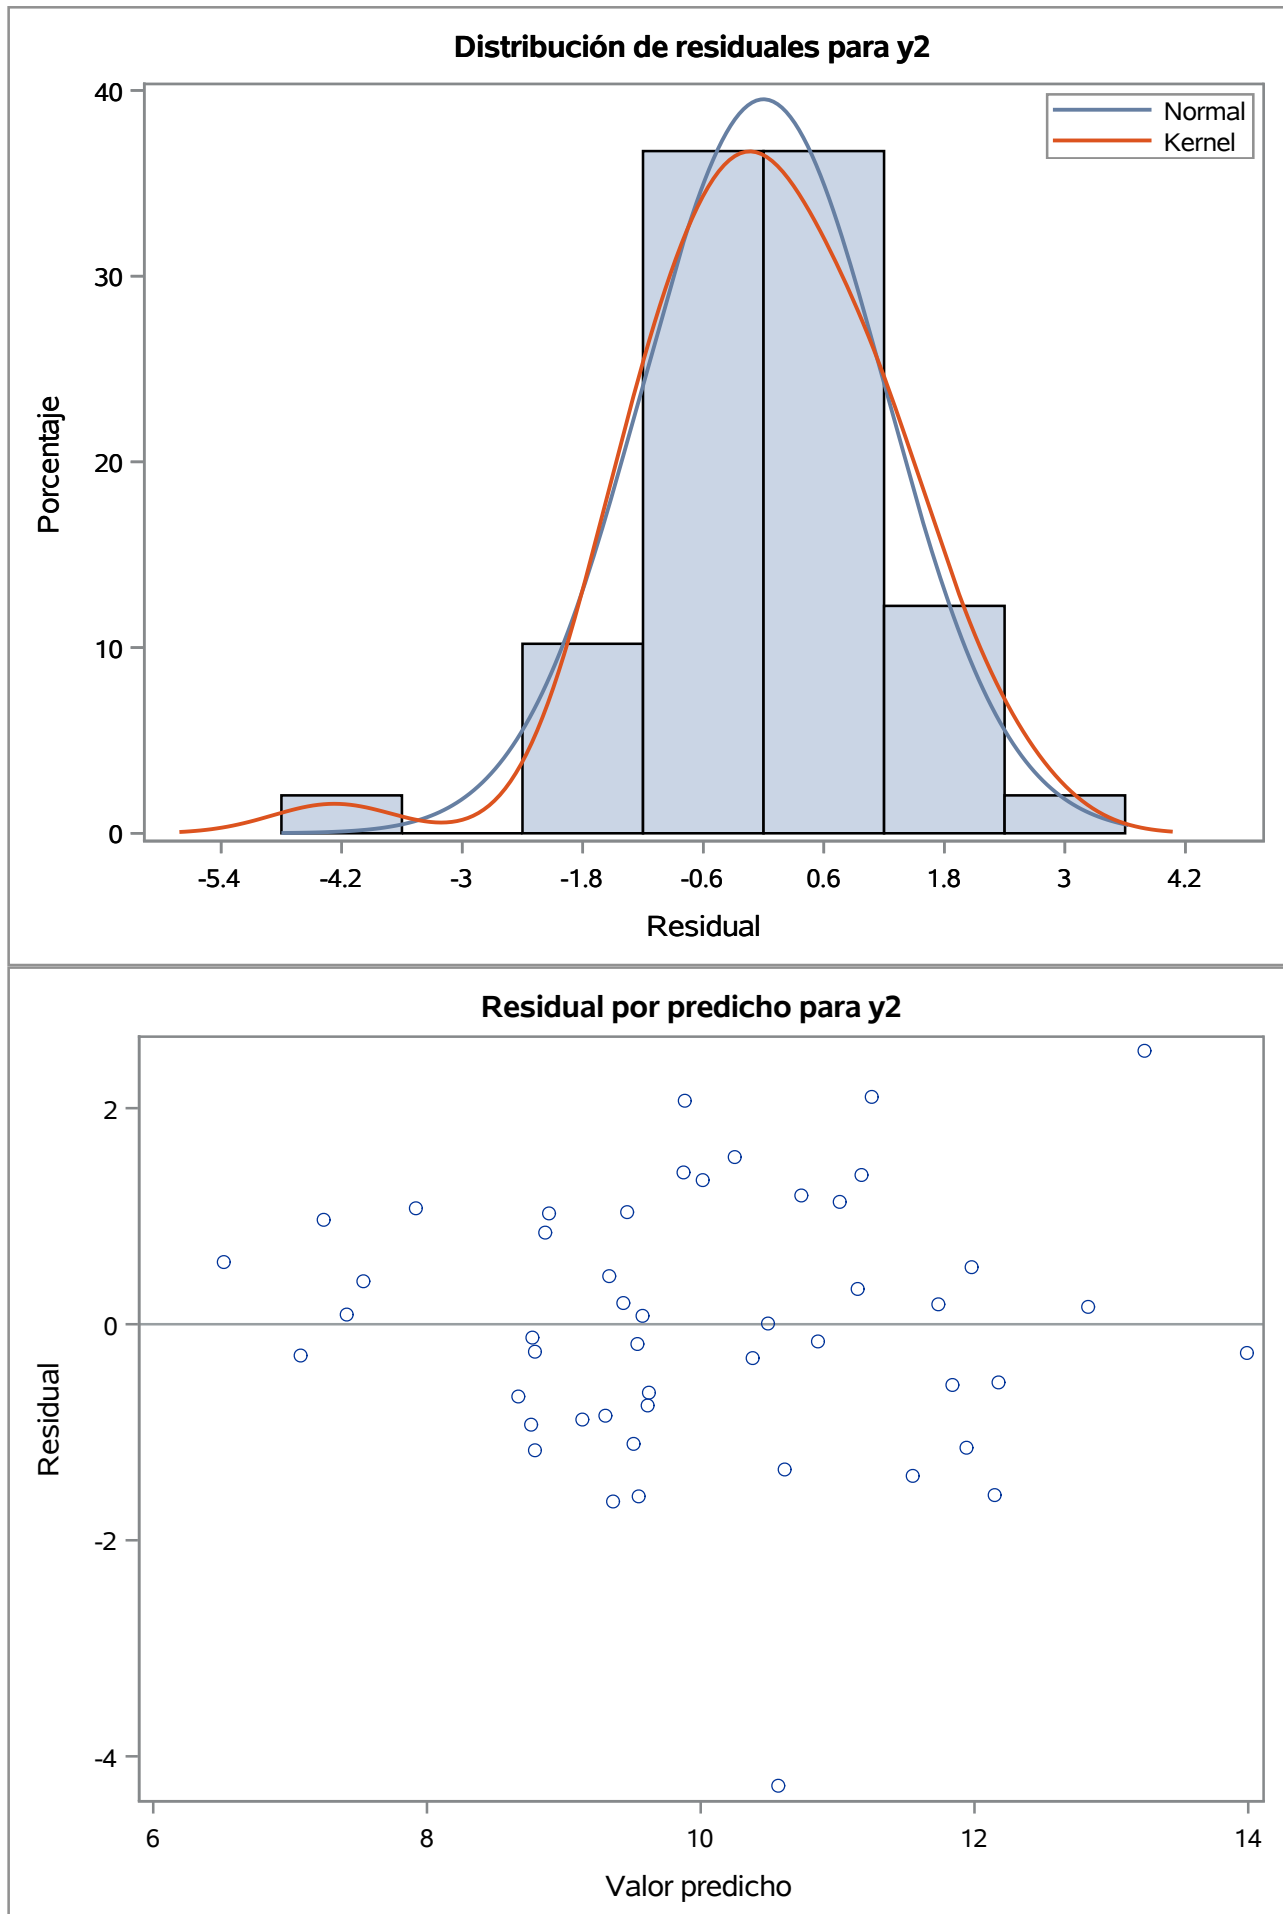 Distribución de residuales para y2
40
30
20
10
0
Porcentaje
Normal
Kernel
-5.4 -4.2 -3 -1.8 -0.6 0.6 1.8 3 4.2
Residual
Residual por predicho para y2
2
0
-2
-4
Residual
6 8 10 12 14
Valor predicho